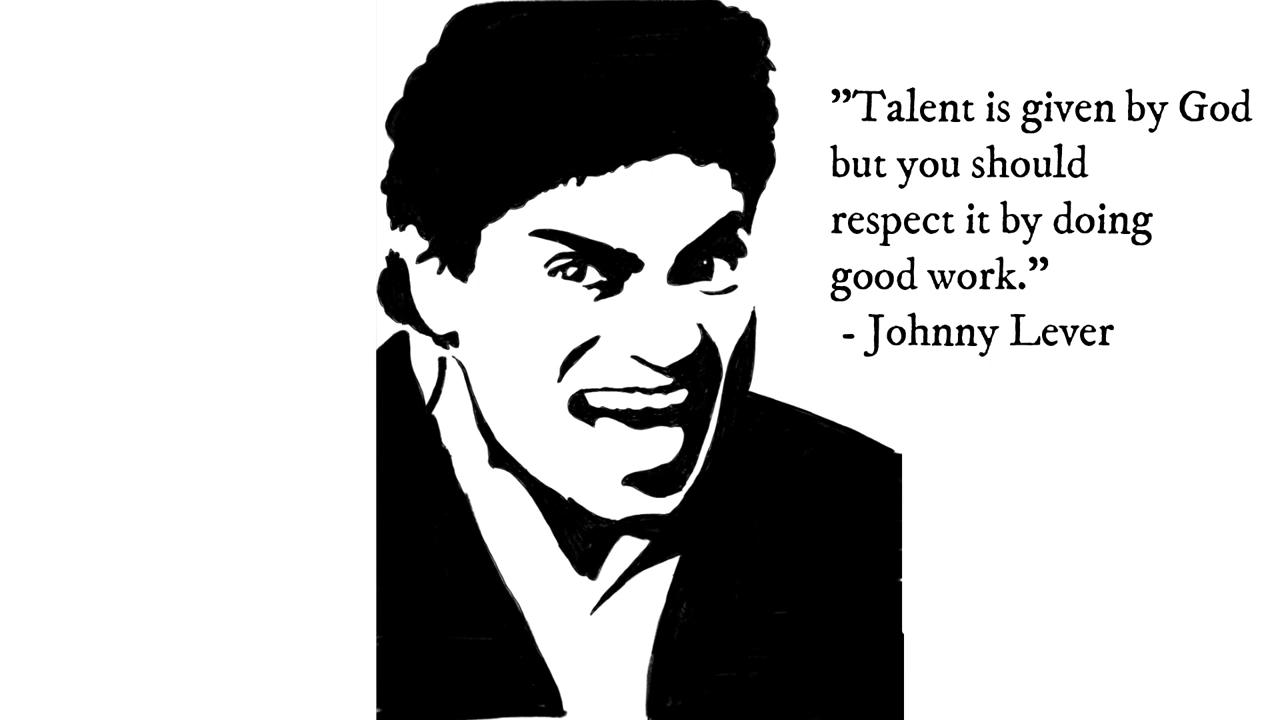 ”Talent is given by God
but you should
respect it by doing
good work.”
- Johnny Lever